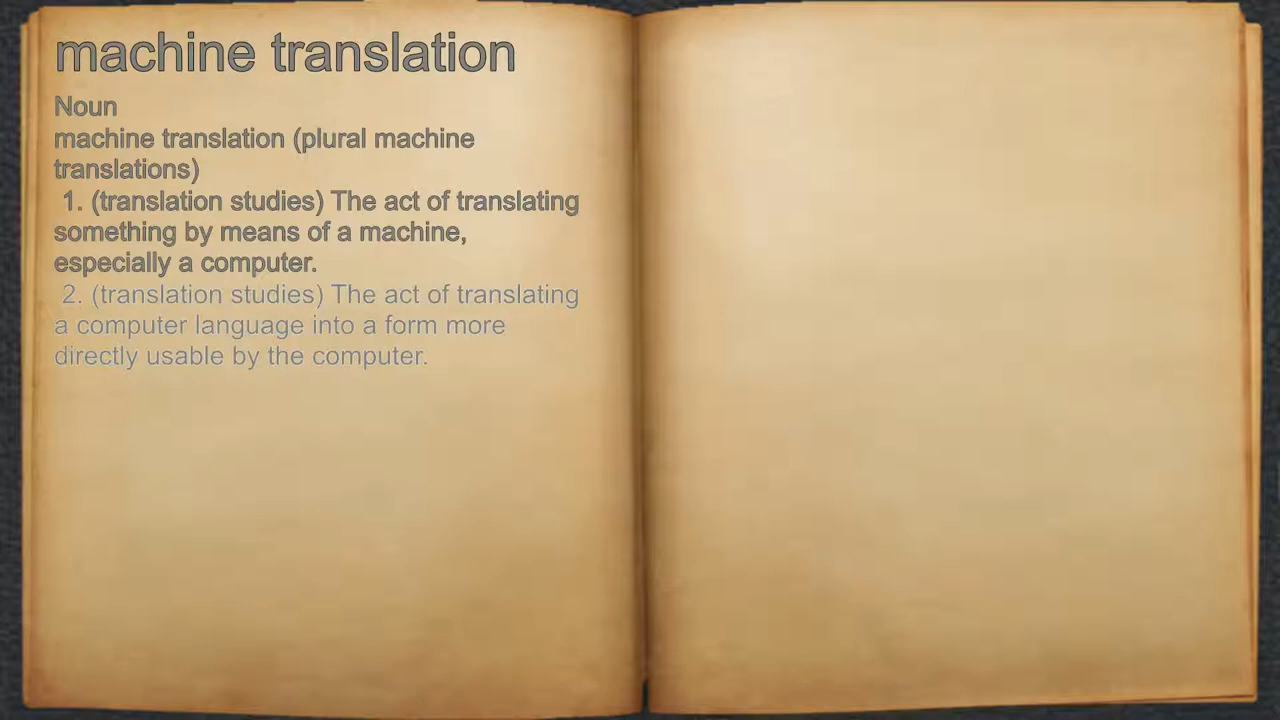 machine translation
Noun
machine translation (plural machine
translations)
1. (translation studies) The act of translating
something by means of a machine,
especially a computer.
2. (translation studies) The act of translating
a computer language into a form more
directly usable by the computer.